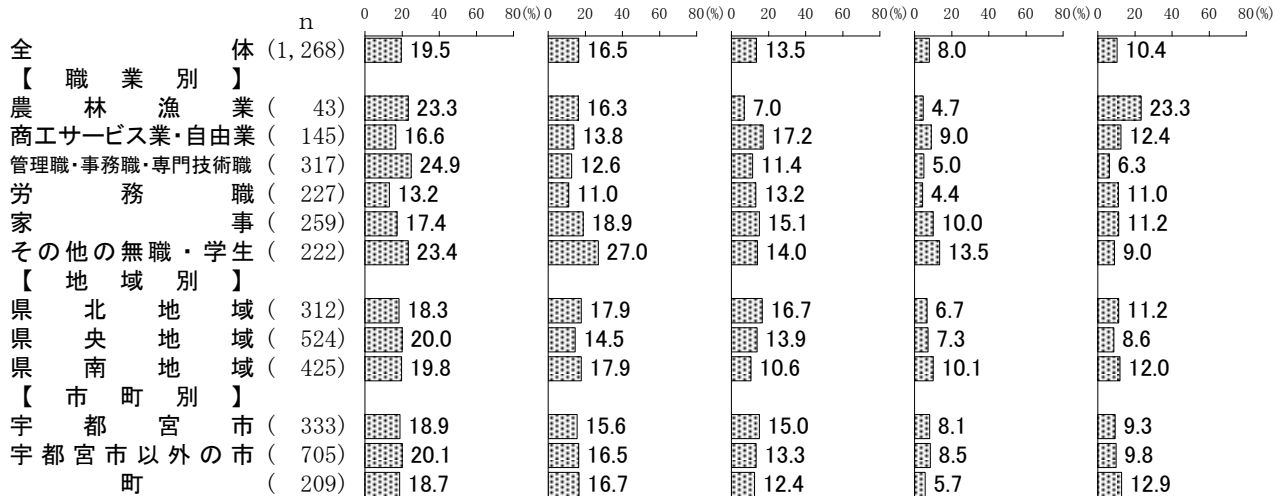 n 0 20 40 60 80(%) 0 20 40 60 80(%) 0 20 40 60 80(%) 0 20 40 60 80(%) 0 20 40 60 80(%)
全体 (1,268) 19.5 16.5 13.5 8.0 10.4
【職業別】
農林漁業 ( 43) 23.3 16.3 7.0 4.7 23.3
商工サービス業・自由業 ( 145) 16.6 13.8 17.2 9.0 12.4
管理職・事務職・専門技術職 ( 317) 24.9 12.6 11.4 5.0 6.3
労務職 ( 227) 13.2 11.0 13.2 4.4 11.0
家事 ( 259) 17.4 18.9 15.1 10.0 11.2
その他の無職・学生 ( 222) 23.4 27.0 14.0 13.5 9.0
【地域別】
県北地域 ( 312) 18.3 17.9 16.7 6.7 11.2
県央地域 ( 524) 20.0 14.5 13.9 7.3 8.6
県南地域 ( 425) 19.8 17.9 10.6 10.1 12.0
【市町別】
宇都宮市 ( 333) 18.9 15.6 15.0 8.1 9.3
宇都宮市以外の市 ( 705) 20.1 16.5 13.3 8.5 9.8
町 ( 209) 18.7 16.7 12.4 5.7 12.9